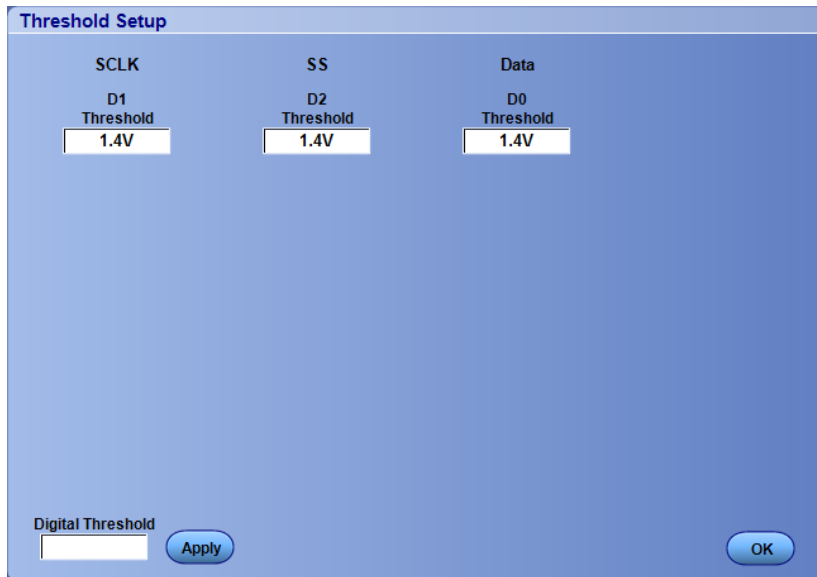 Threshold Setup
SCLK SS Data
D1 D2 D0
Threshold Threshold Threshold
1.4V 1.4V 1.4V
Digital Threshold
Apply OK